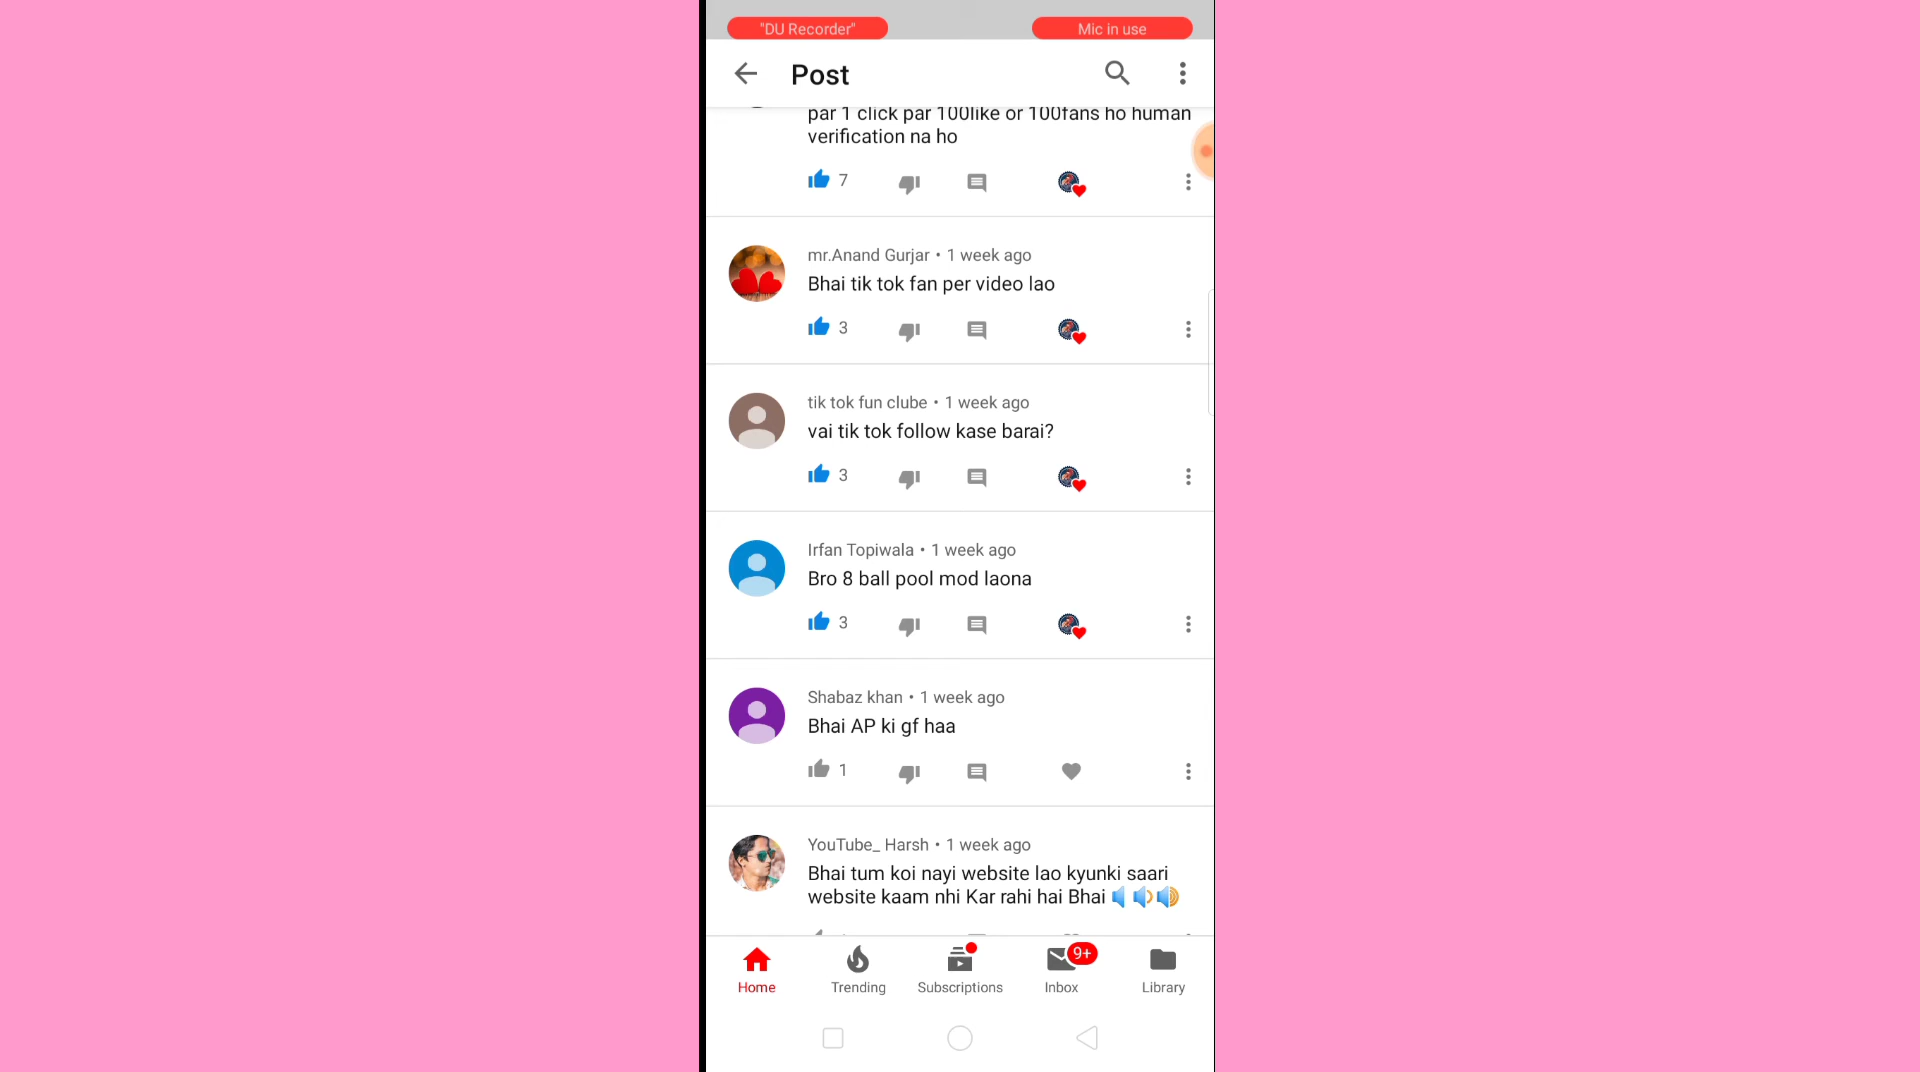 "DU Recorder"
Mic in use
Post
par 1 click par 100like or 100fans ho human
verification na ho
7
mr.Anand Gurjar • 1 week ago
Bhai tik tok fan per video lao
3
tik tok fun clube • 1 week ago
vai tik tok follow kase barai?
3
Irfan Topiwala • 1 week ago
Bro 8 ball pool mod laona
3
Shabaz khan • 1 week ago
Bhai AP ki gf haa
1
YouTube_ Harsh • 1 week ago
Bhai tum koi nayi website lao kyunki saari
website kaam nhi Kar rahi hai Bhai 🔈🔉🔊
9+
Home
Trending
Subscriptions
Inbox
Library